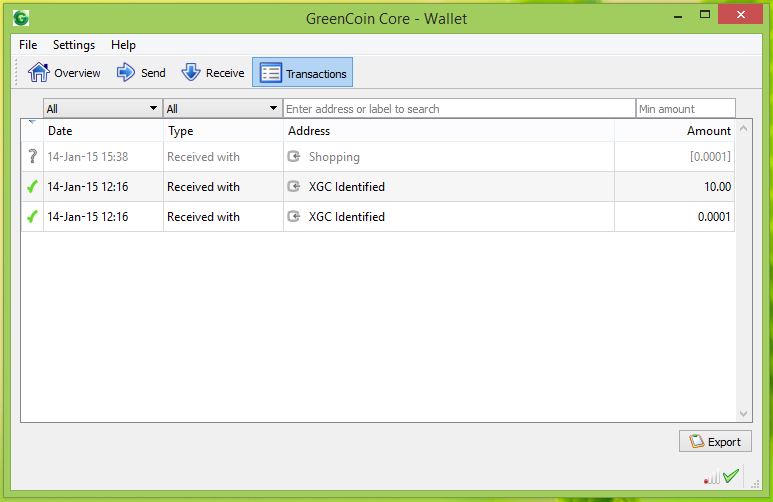 GreenCoin Core - Wallet
File Settings Help
Overview Send Receive Transactions
All All Enter address or label to search Min amount
Date Type Address Amount
? 14-Jan-15 15:38 Received with Shopping [0.0001]
14-Jan-15 12:16 Received with XGC Identified 10.00
14-Jan-15 12:16 Received with XGC Identified 0.0001
Export